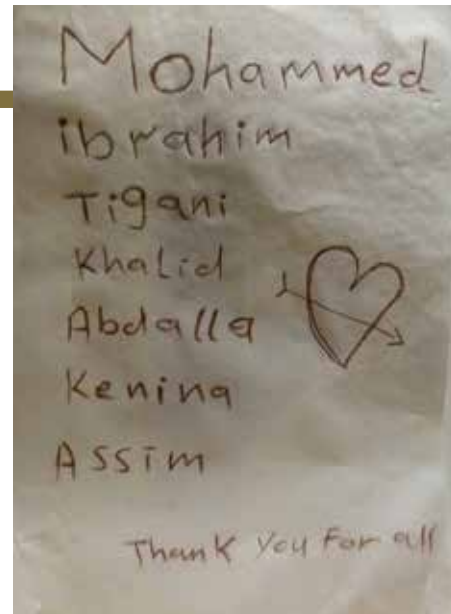 Mohammed
ibrahim
Tigani
Khalid
Abdalla
Kenina
Assim
Thank you for all